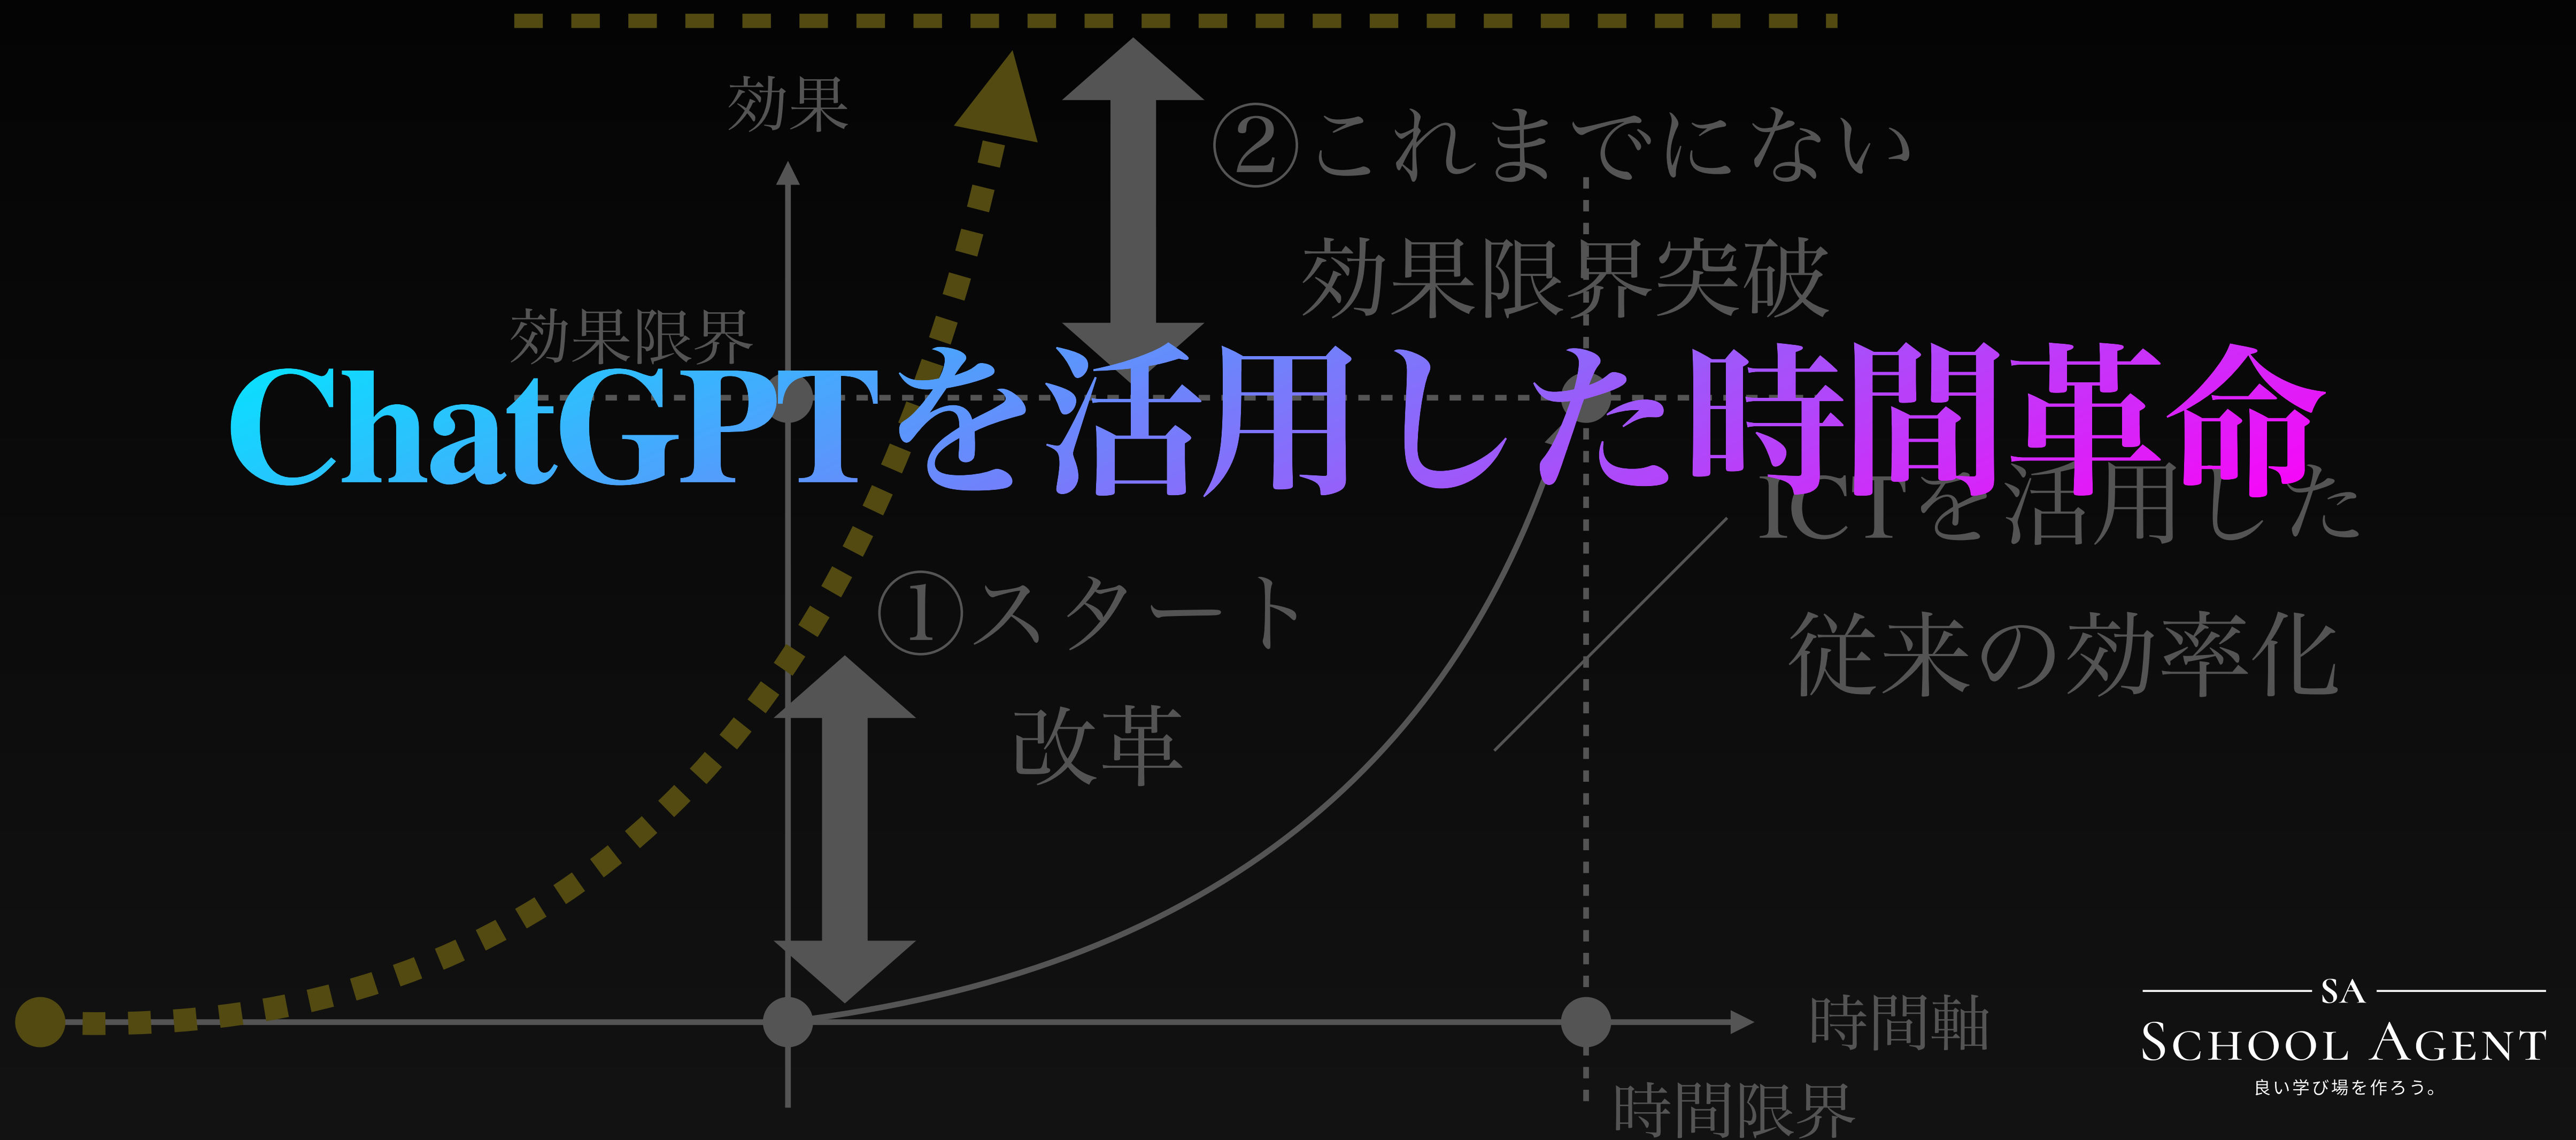 効果
②これまでにない
効果限界突破
効果限界
ChatGPTを活用した時間革命
ICTを活用した
従来の効率化
①スタート
改革
時間軸
時間限界
SA
SCHOOL AGENT
良い学び場を作ろう。